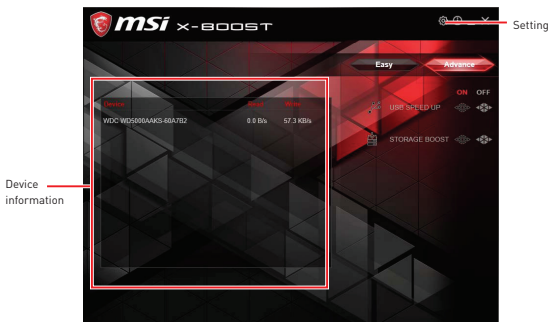 msi X-BOOST
Setting
Easy Advance
ON OFF
Device Read Write
USB SPEED UP
WDC WD5000AAKS-60A7B2 0.0 B/s 57.3 KB/s
STORAGE BOOST
Device
information